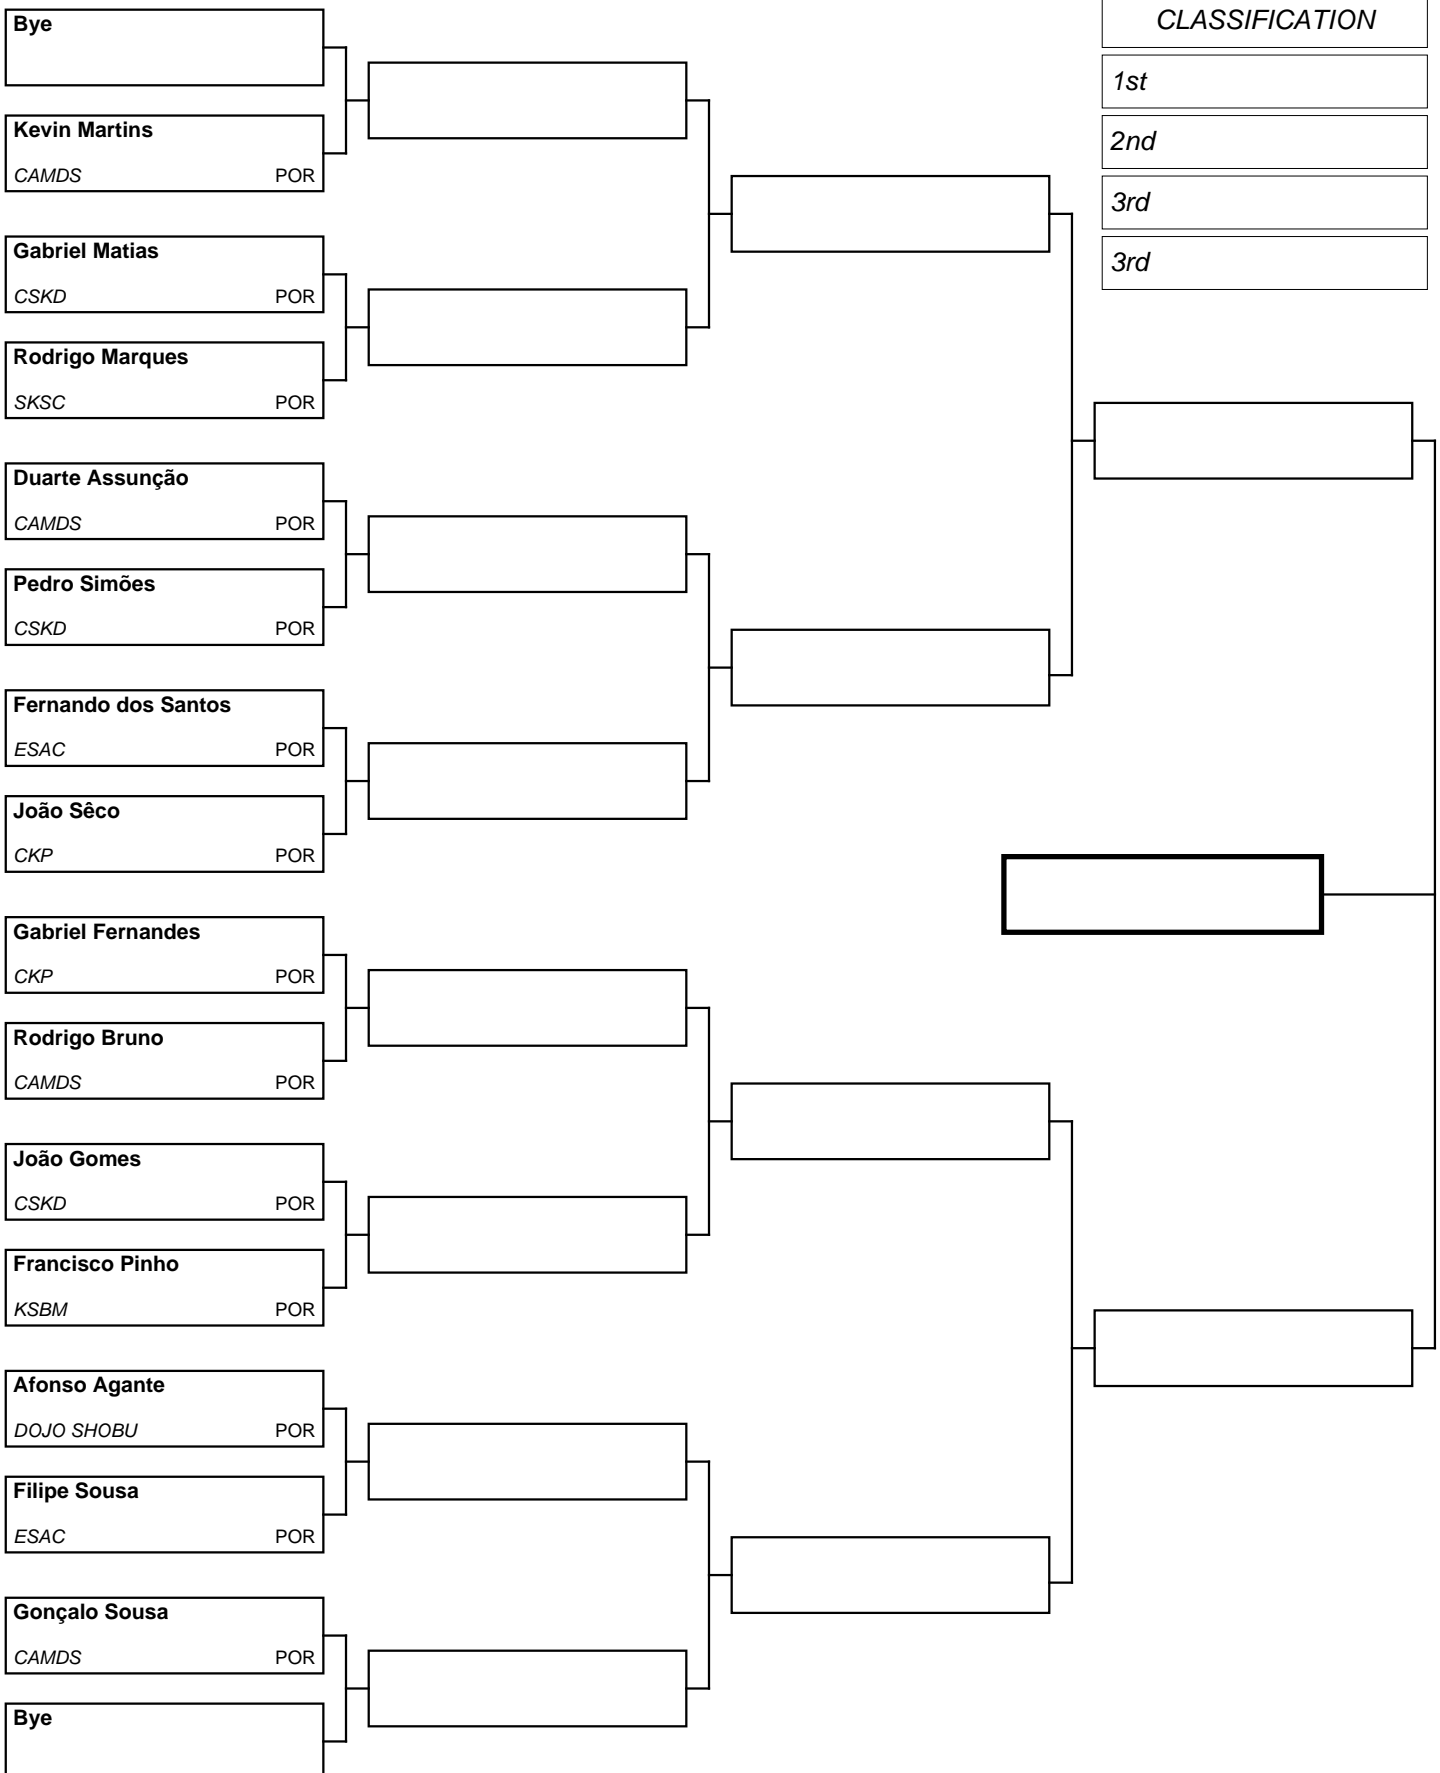 Bye
Kevin Martins
CAMDS POR
Gabriel Matias
CSKD POR
Rodrigo Marques
SKSC POR
Duarte Assunção
CAMDS POR
Pedro Simões
CSKD POR
Fernando dos Santos
ESAC POR
João Sêco
CKP POR
Gabriel Fernandes
CKP POR
Rodrigo Bruno
CAMDS POR
João Gomes
CSKD POR
Francisco Pinho
KSBM POR
Afonso Agante
DOJO SHOBU POR
Filipe Sousa
ESAC POR
Gonçalo Sousa
CAMDS POR
Bye
CLASSIFICATION
1st
2nd
3rd
3rd